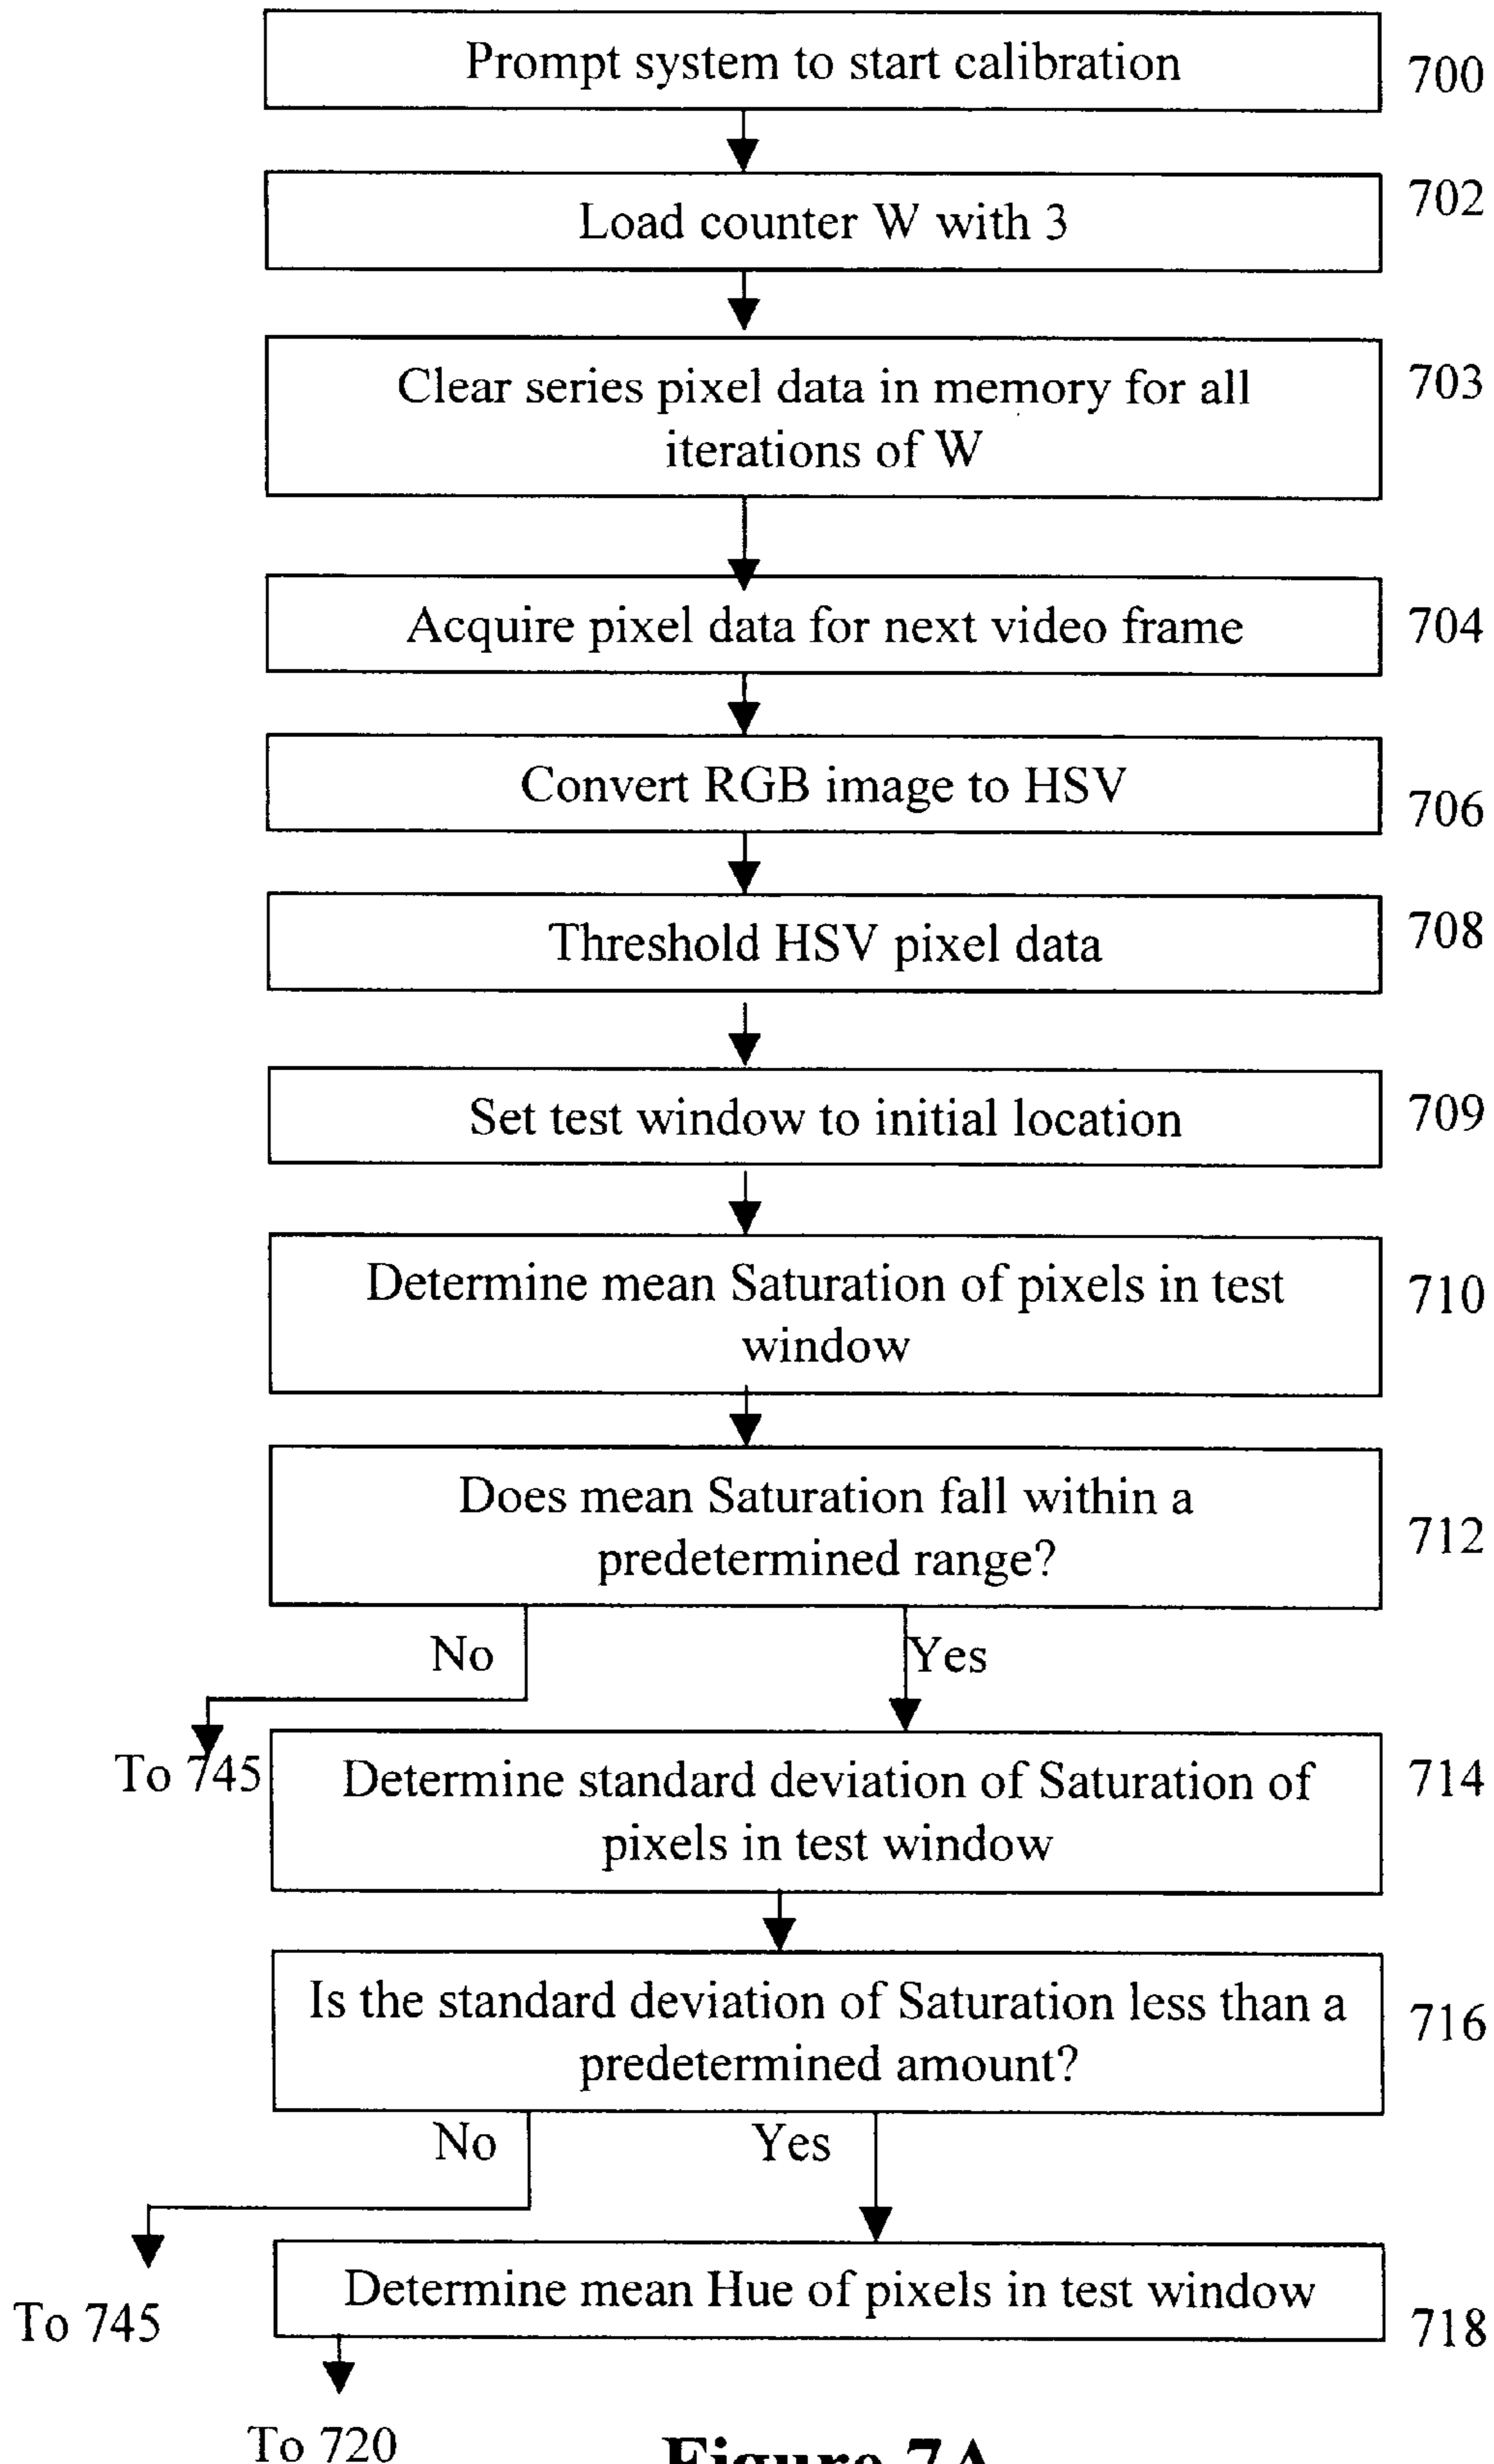 Prompt system to start calibration
700
Load counter W with 3
702
Clear series pixel data in memory for all
iterations of W
703
Acquire pixel data for next video frame
704
Convert RGB image to HSV
706
Threshold HSV pixel data
708
Set test window to initial location
709
Determine mean Saturation of pixels in test
window
710
Does mean Saturation fall within a
predetermined range?
712
No
Yes
To 745
Determine standard deviation of Saturation of
pixels in test window
714
Is the standard deviation of Saturation less than a
predetermined amount?
716
No
Yes
To 745
Determine mean Hue of pixels in test window
718
To 720
Figure 7A